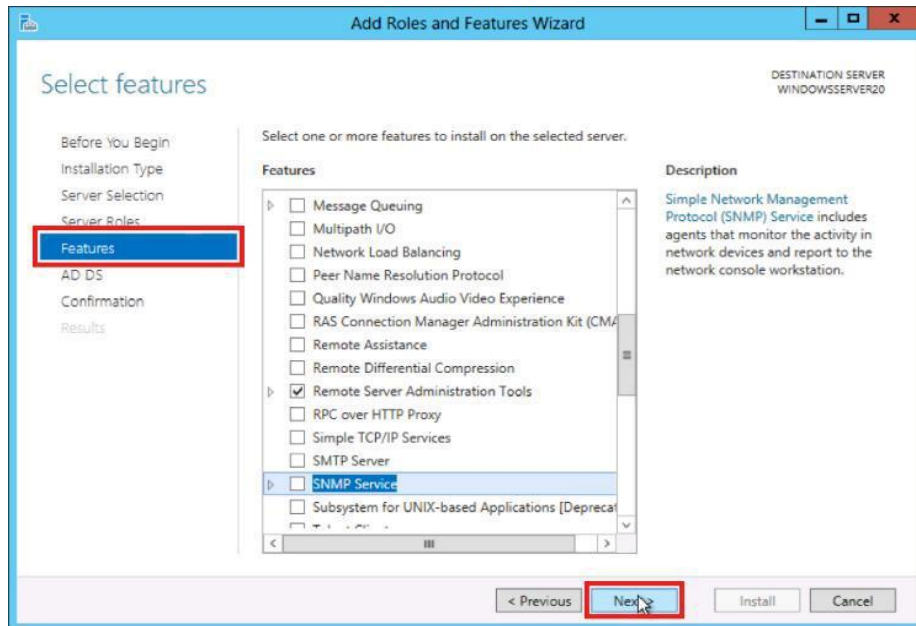 Add Roles and Features Wizard
Select features
DESTINATION SERVER
WINDOWSSERVER20
Before You Begin
Installation Type
Server Selection
Server Roles
Features
AD DS
Confirmation
Results
Select one or more features to install on the selected server.
Features
Message Queuing
Multipath I/O
Network Load Balancing
Peer Name Resolution Protocol
Quality Windows Audio Video Experience
RAS Connection Manager Administration Kit (CMA
Remote Assistance
Remote Differential Compression
Remote Server Administration Tools
RPC over HTTP Proxy
Simple TCP/IP Services
SMTP Server
SNMP Service
Subsystem for UNIX-based Applications [Deprecat
Description
Simple Network Management
Protocol (SNMP) Service includes
agents that monitor the activity in
network devices and report to the
network console workstation.
< Previous
Next >
Install
Cancel